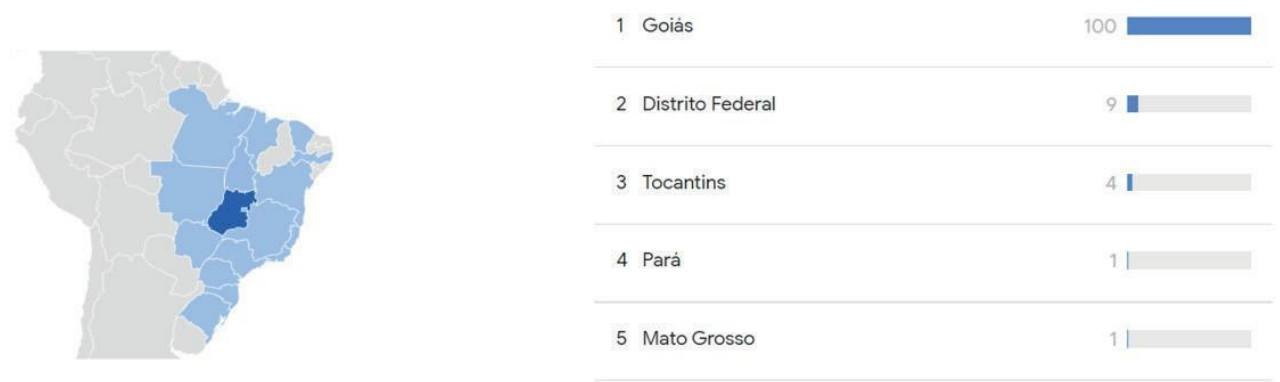 1 Goiás 100
2 Distrito Federal 9
3 Tocantins 4
4 Pará 1
5 Mato Grosso 1